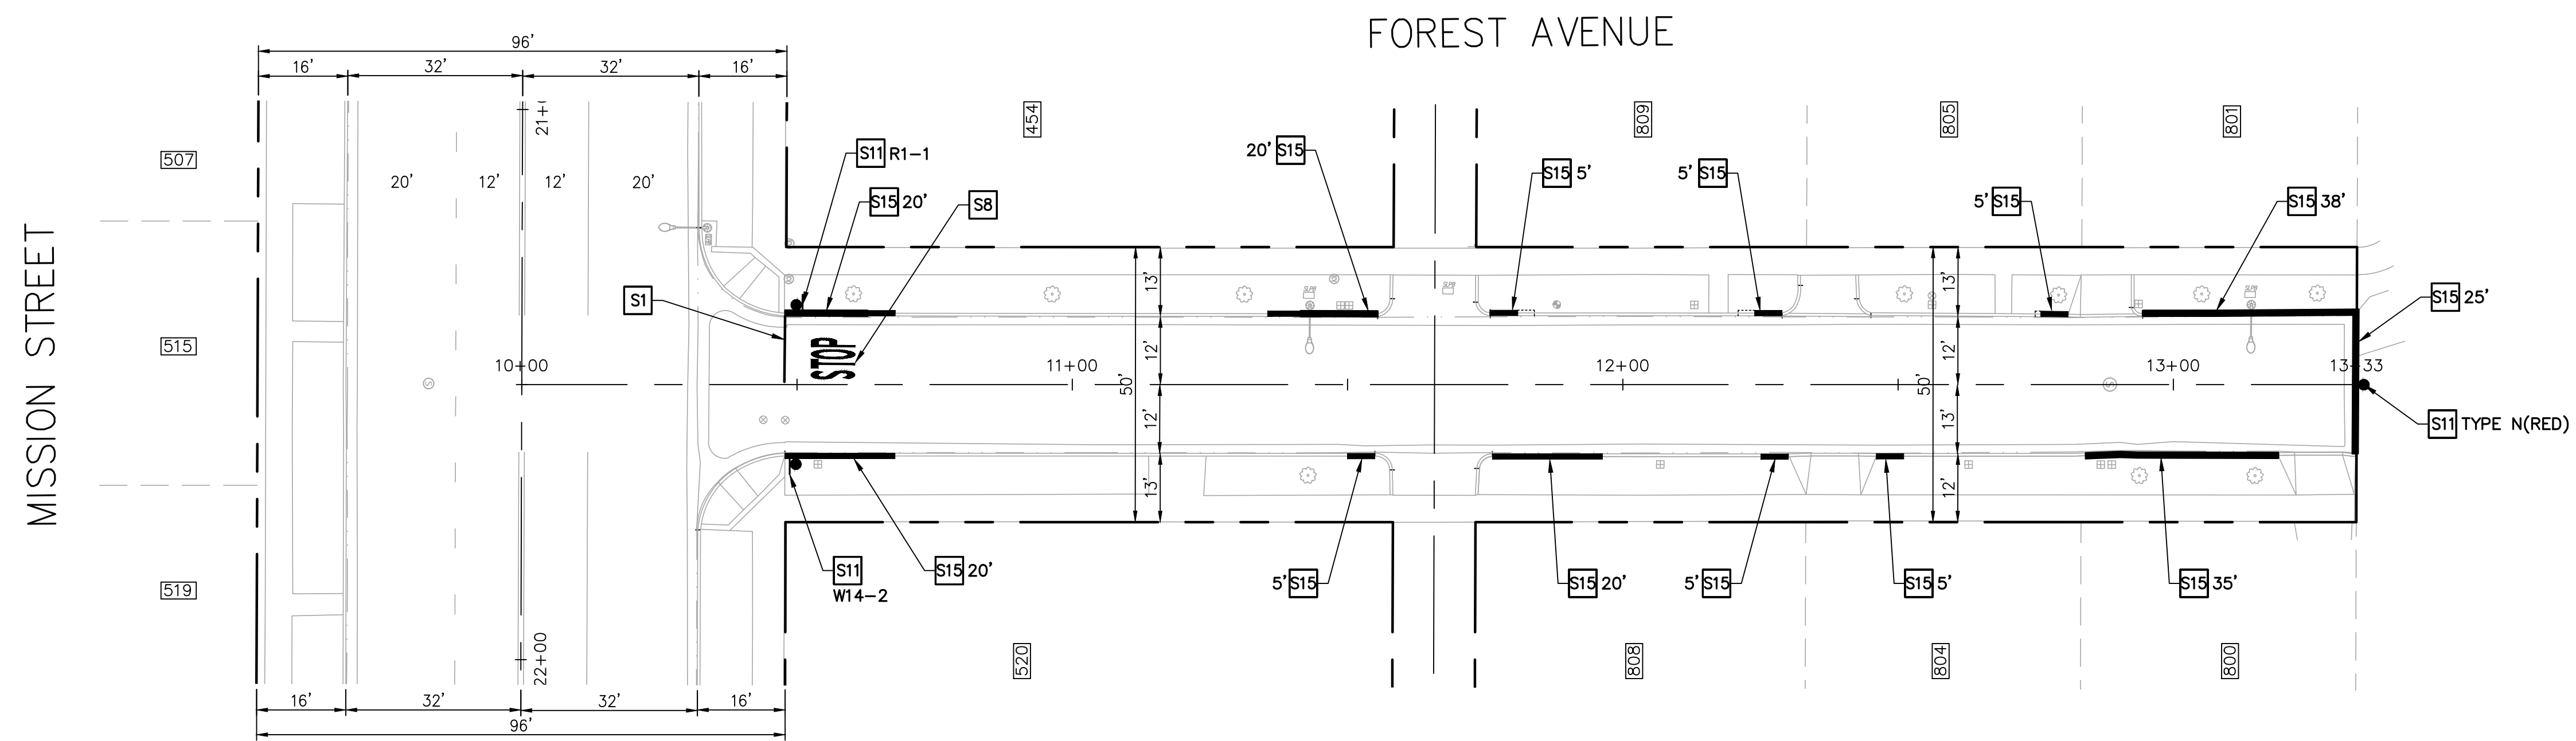 FOREST AVENUE
MISSION STREET
96'
16' 32' 32' 16'
21+
454
809
805
801
507
20' 12' 12' 20'
S11 R1-1
S15 20'
S8
20' S15
S15 5'
5' S15
5' S15
S15 38'
S1
S15 25'
STOP
13' 13'
12' 12'
50' 50'
515
10+00 11+00 12+00 13+00 13+33
12' 13'
13' 12'
S11 TYPE N(RED)
519
S11
W14-2
S15 20'
5' S15
S15 20'
5' S15
S15 5'
S15 35'
22+00
520
808
804
800
16' 32' 32' 16'
96'